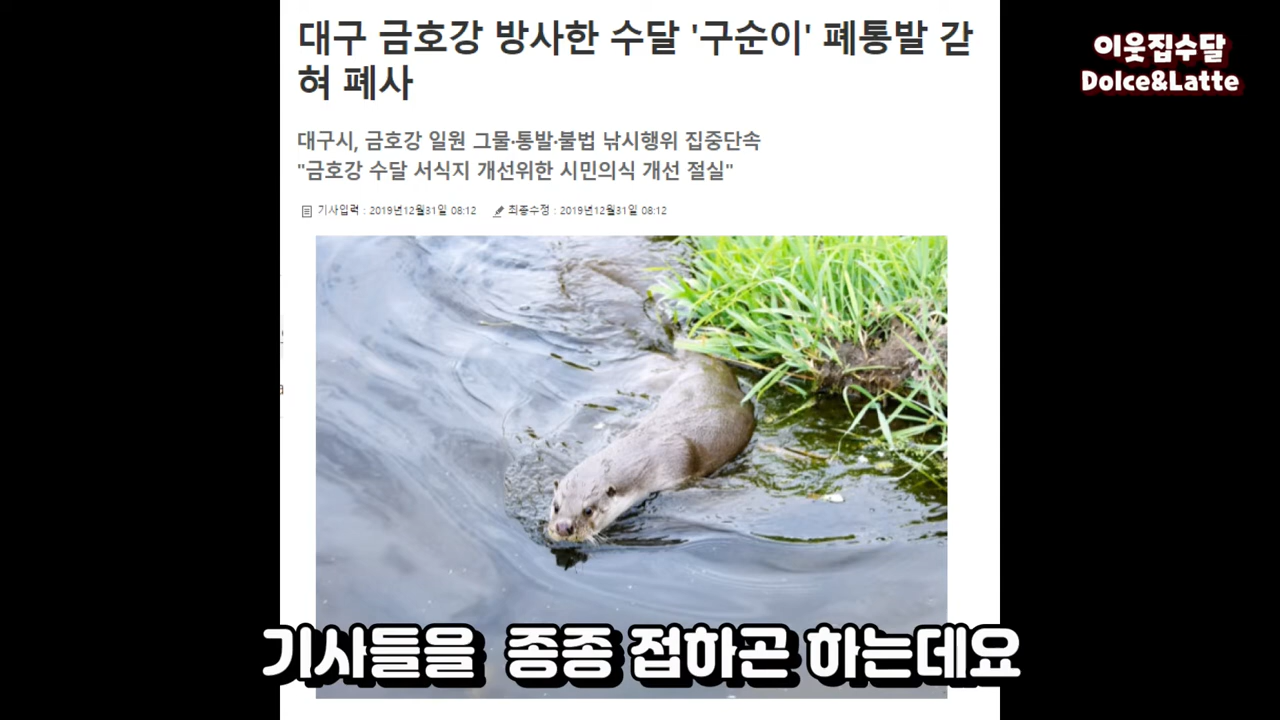 대구 금호강 방사한 수달 '구순이' 폐통발 갇
혀 폐사
이웃집수달
Dolce&Latte
대구시, 금호강 일원 그물·통발·불법 낚시행위 집중단속
"금호강 수달 서식지 개선위한 시민의식 개선 절실"
기사입력 : 2019년12월31일 08:12 최종수정 : 2019년12월31일 08:12
기사들을 종종 접하곤 하는데요